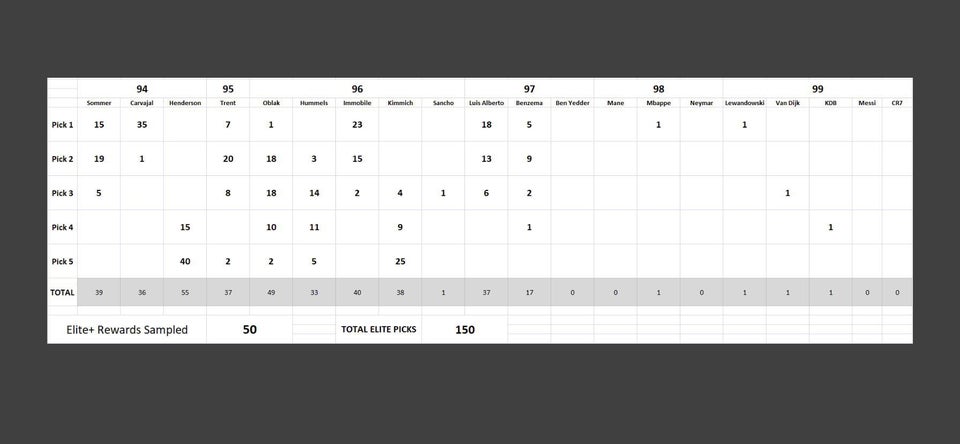 94 95 96 97 98 99
Sommer Carvajal Henderson Trent Oblak Hummels Immobile Kimmich Sancho Luis Alberto Benzema Ben Yedder Mane Mbappe Neymar Lewandowski Van Dijk KDB Messi CR7
Pick 1 15 35 7 1 23 18 5 1 1
Pick 2 19 1 20 18 3 15 13 9
Pick 3 5 8 18 14 2 4 1 6 2 1
Pick 4 15 10 11 9 1 1
Pick 5 40 2 2 5 25
TOTAL 39 36 55 37 49 33 40 38 1 37 17 0 0 1 0 1 1 1 0 0
Elite+ Rewards Sampled 50 TOTAL ELITE PICKS 150